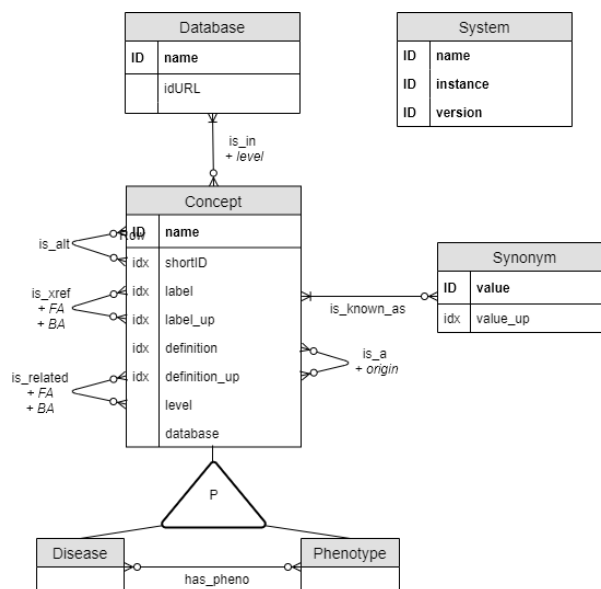 Database
ID name
idURL
System
ID name
ID instance
ID version
is_in
+ level
Concept
ID name
idx shortID
idx label
idx label_up
idx definition
idx definition_up
level
database
is_alt
is_xref
+ FA
+ BA
is_related
+ FA
+ BA
is_known_as
Synonym
ID value
idx value_up
is_a
+ origin
P
Disease
has_pheno
Phenotype